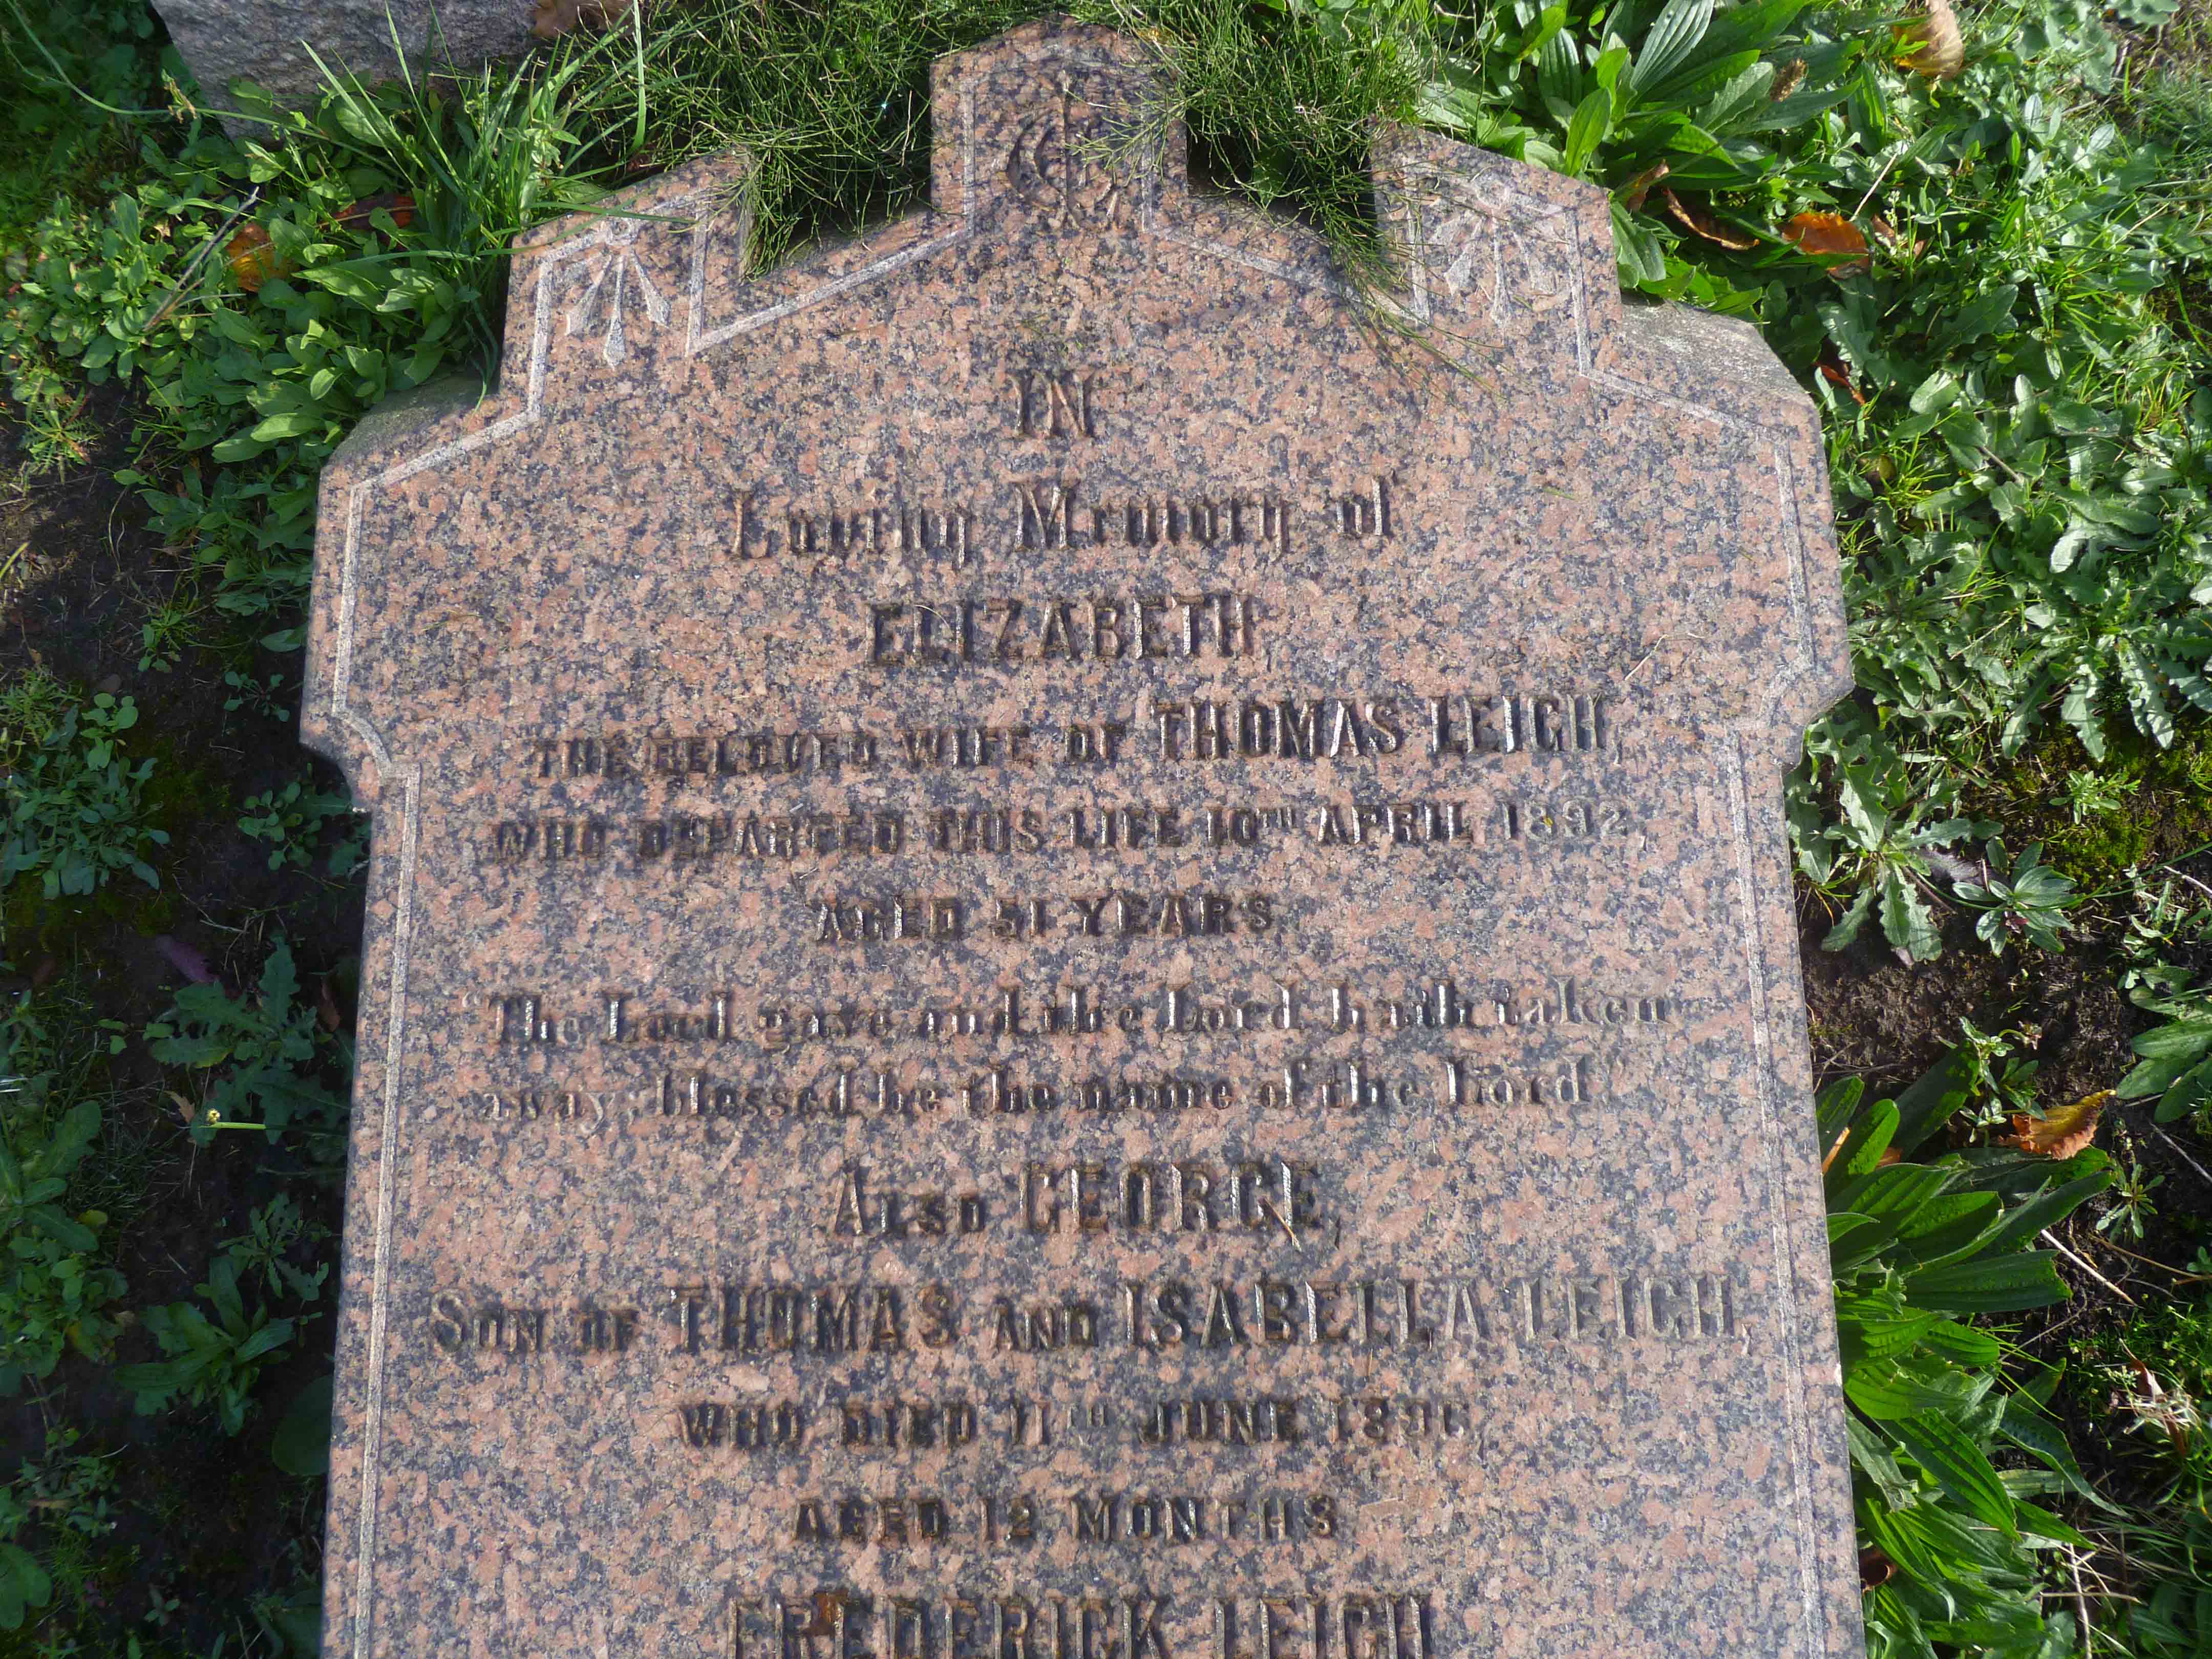 IN
Loving Memory of
ELIZABETH
THE BELOVED WIFE OF THOMAS LEIGH,
WHO DEPARTED THIS LIFE 10TH APRIL 1892,
AGED 51 YEARS.
"The Lord gave and the Lord hath taken
away; blessed be the name of the Lord"
ALSO GEORGE,
SON OF THOMAS AND ISABELLA LEIGH,
WHO DIED 11TH JUNE
AGED 12 MONTHS
FREDERICK LEIGH